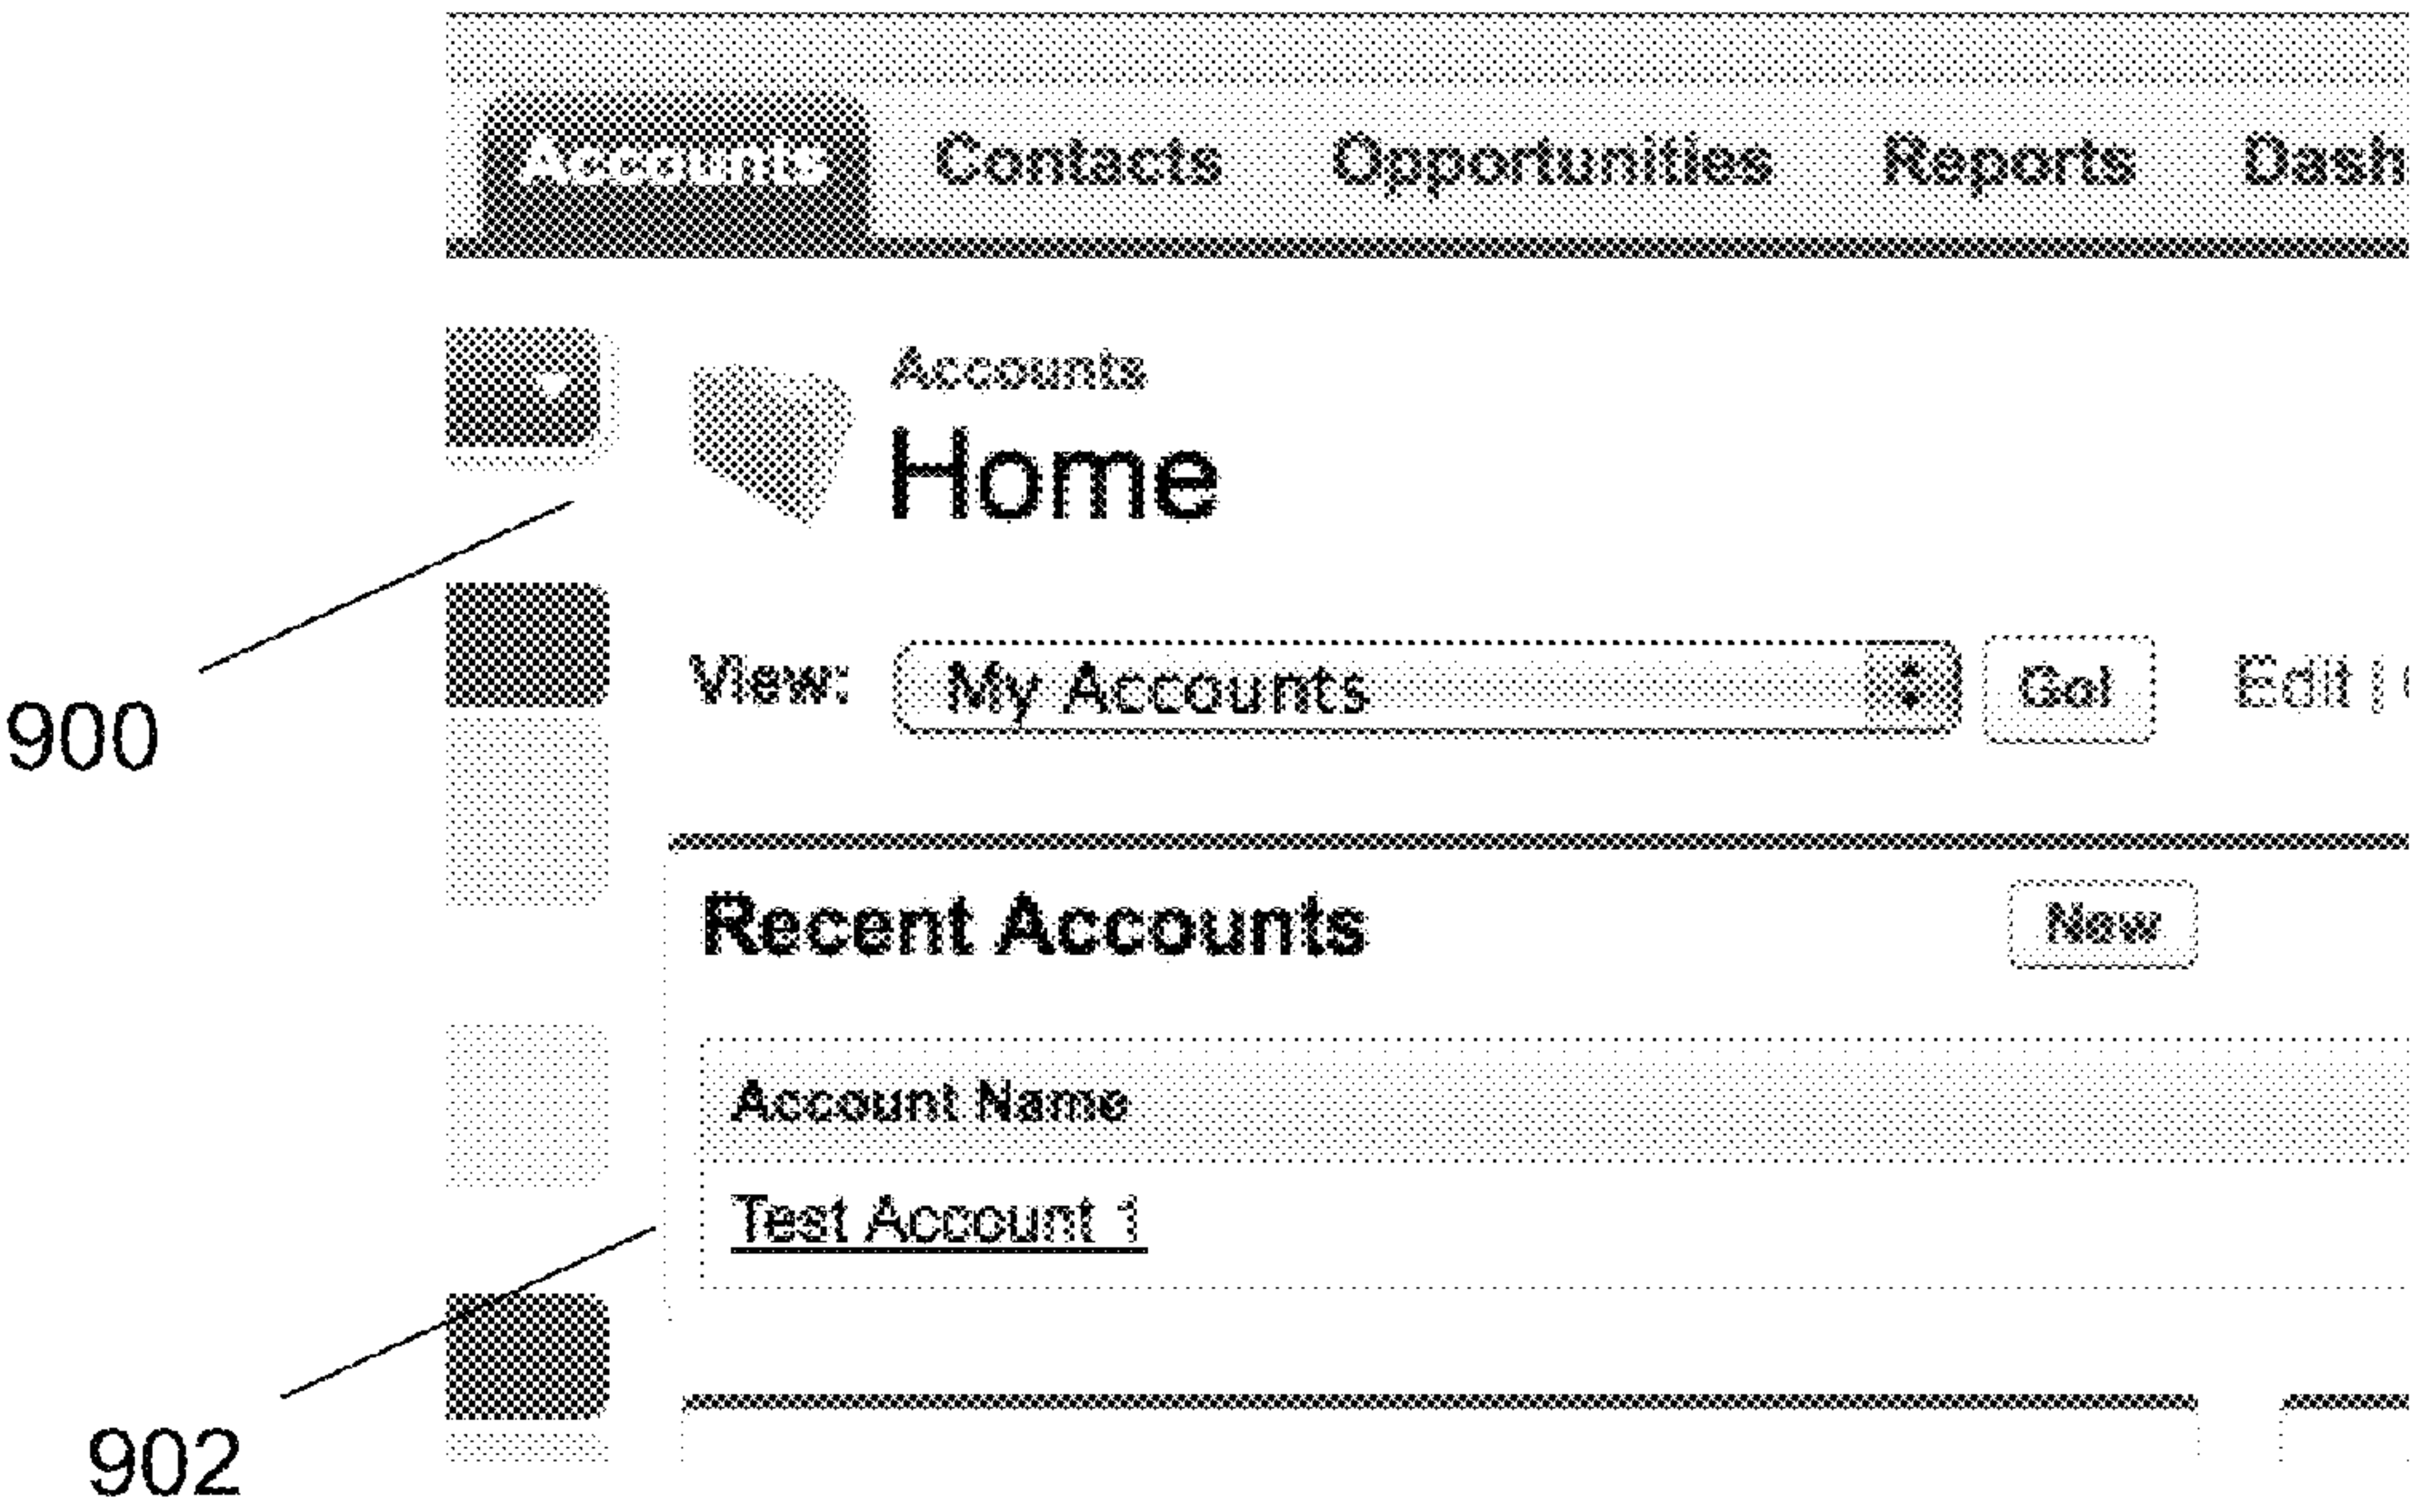 Accounts Contacts Opportunities Reports Dash
Accounts
Home
View: My Accounts Go! Edit |
900
Recent Accounts New
Account Name
Test Account 1
902